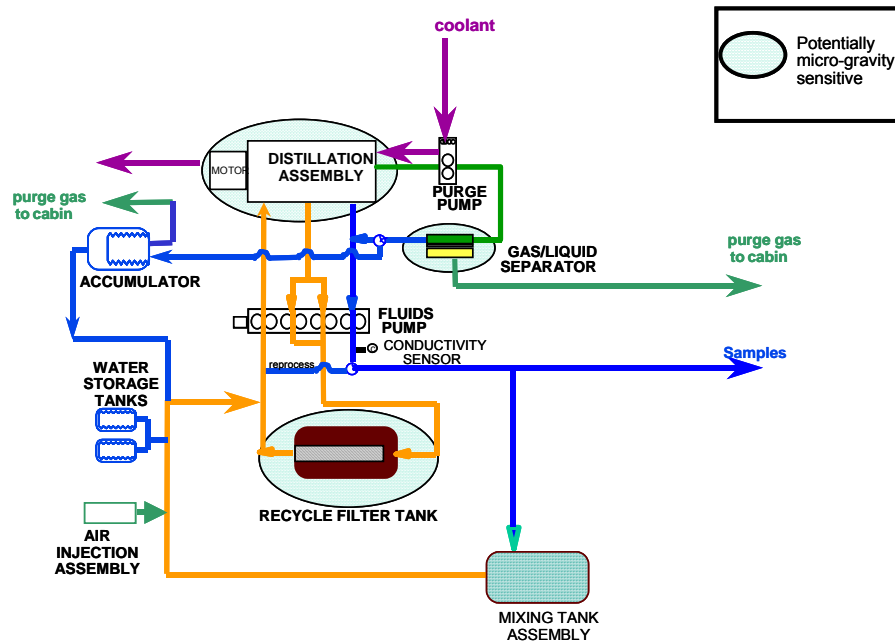 coolant
Potentially
micro-gravity
sensitive
MOTOR
DISTILLATION
ASSEMBLY
PURGE
PUMP
purge gas
to cabin
GAS/LIQUID
SEPARATOR
purge gas
to cabin
ACCUMULATOR
FLUIDS
PUMP
CONDUCTIVITY
SENSOR
reprocess
Samples
WATER
STORAGE
TANKS
RECYCLE FILTER TANK
AIR
INJECTION
ASSEMBLY
MIXING TANK
ASSEMBLY